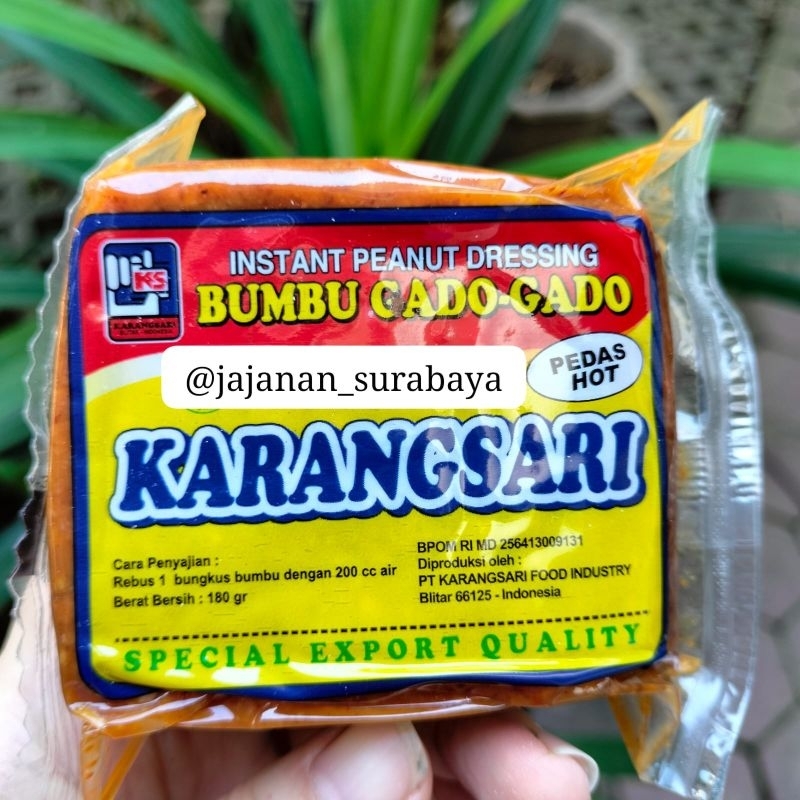 KS
KARANGSARI
INSTANT PEANUT DRESSING
BUMBU GADO-GADO
@jajanan_surabaya
PEDAS
HOT
KARANGSARI
Cara Penyajian :
Rebus 1 bungkus bumbu dengan 200 cc air
Berat Bersih : 180 gr
BPOM RI MD 256413009131
Diproduksi oleh :
PT KARANGSARI FOOD INDUSTRY
Blitar 66125 - Indonesia
SPECIAL EXPORT QUALITY